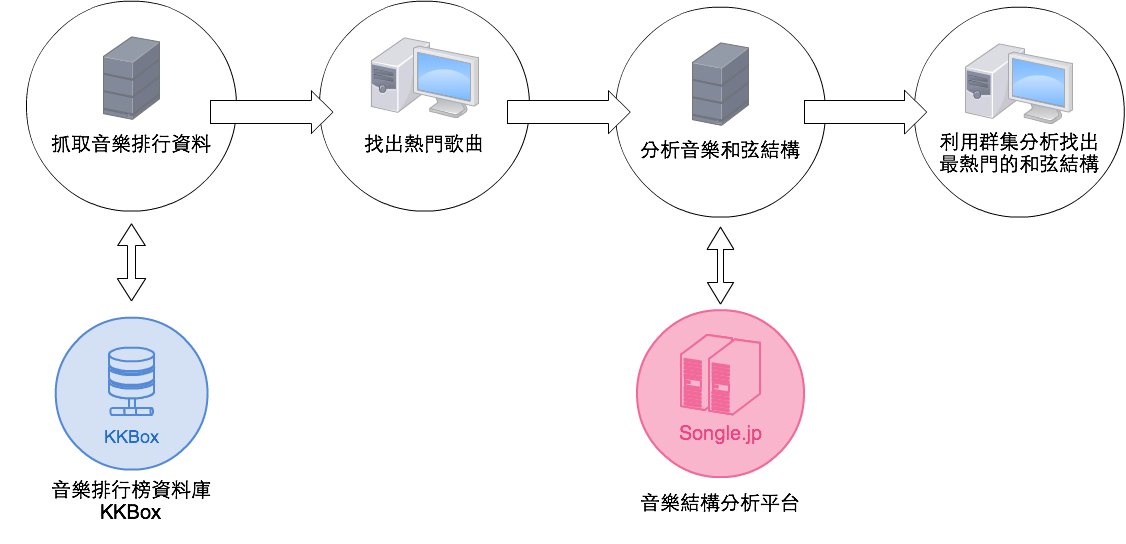 抓取音樂排行資料
找出熱門歌曲
分析音樂和弦結構
利用群集分析找出
最熱門的和弦結構
KKBox
音樂排行榜資料庫
KKBox
Songle.jp
音樂結構分析平台